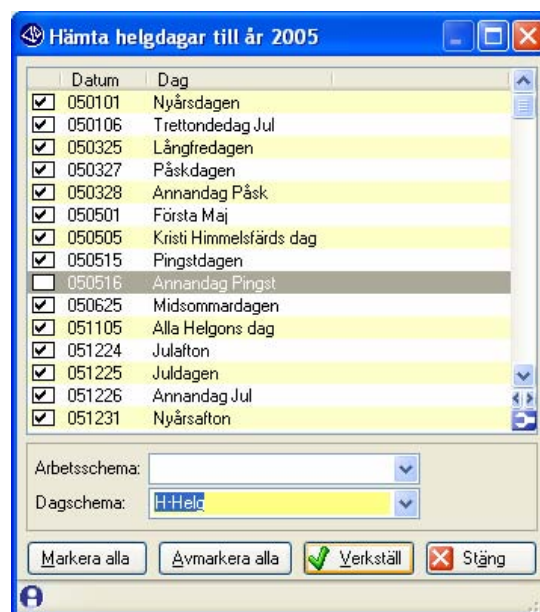 Hämta helgdagar till år 2005
Datum Dag
050101 Nyårsdagen
050106 Trettondedag Jul
050325 Långfredagen
050327 Påskdagen
050328 Annandag Påsk
050501 Första Maj
050505 Kristi Himmelsfärds dag
050515 Pingstdagen
050516 Annandag Pingst
050625 Midsommardagen
051105 Alla Helgons dag
051224 Julafton
051225 Juldagen
051226 Annandag Jul
051231 Nyårsafton
Arbetsschema:
Dagschema: H-Helg
Markera alla Avmarkera alla Verkställ Stäng